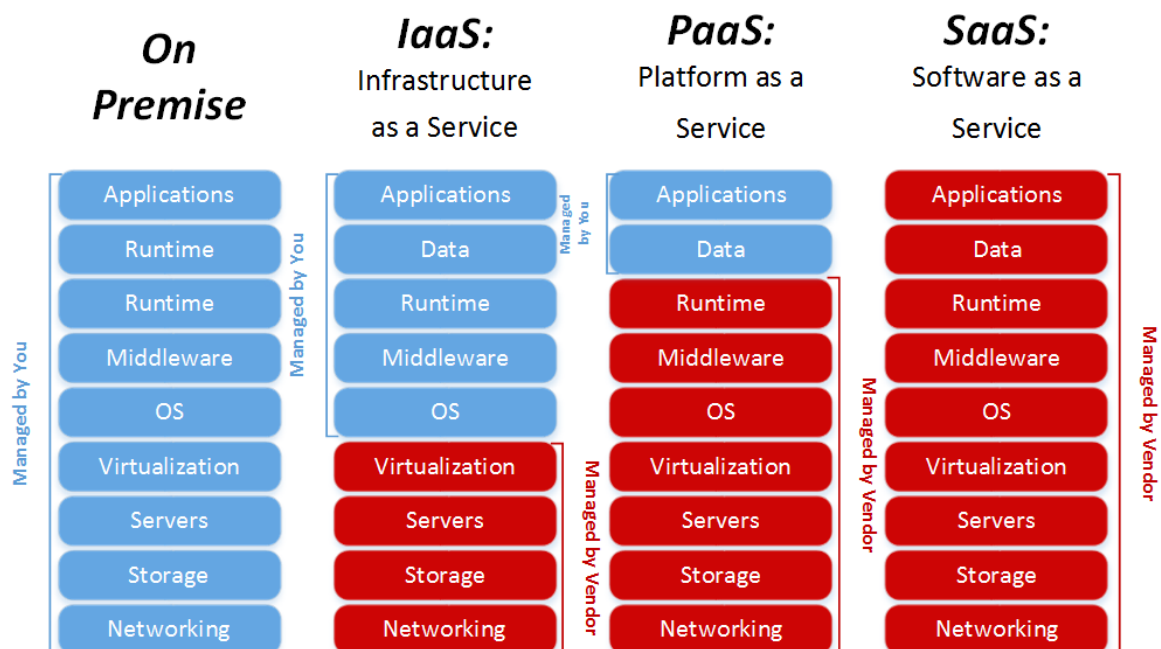 On
Premise
IaaS:
Infrastructure
as a Service
PaaS:
Platform as a
Service
SaaS:
Software as a
Service
Managed by You
Applications
Runtime
Runtime
Middleware
OS
Virtualization
Servers
Storage
Networking
Managed by You
Applications
Data
Runtime
Middleware
OS
Virtualization
Servers
Storage
Networking
Managed by Vendor
Managed
by You
Applications
Data
Runtime
Middleware
OS
Virtualization
Servers
Storage
Networking
Managed by Vendor
Applications
Data
Runtime
Middleware
OS
Virtualization
Servers
Storage
Networking
Managed by Vendor